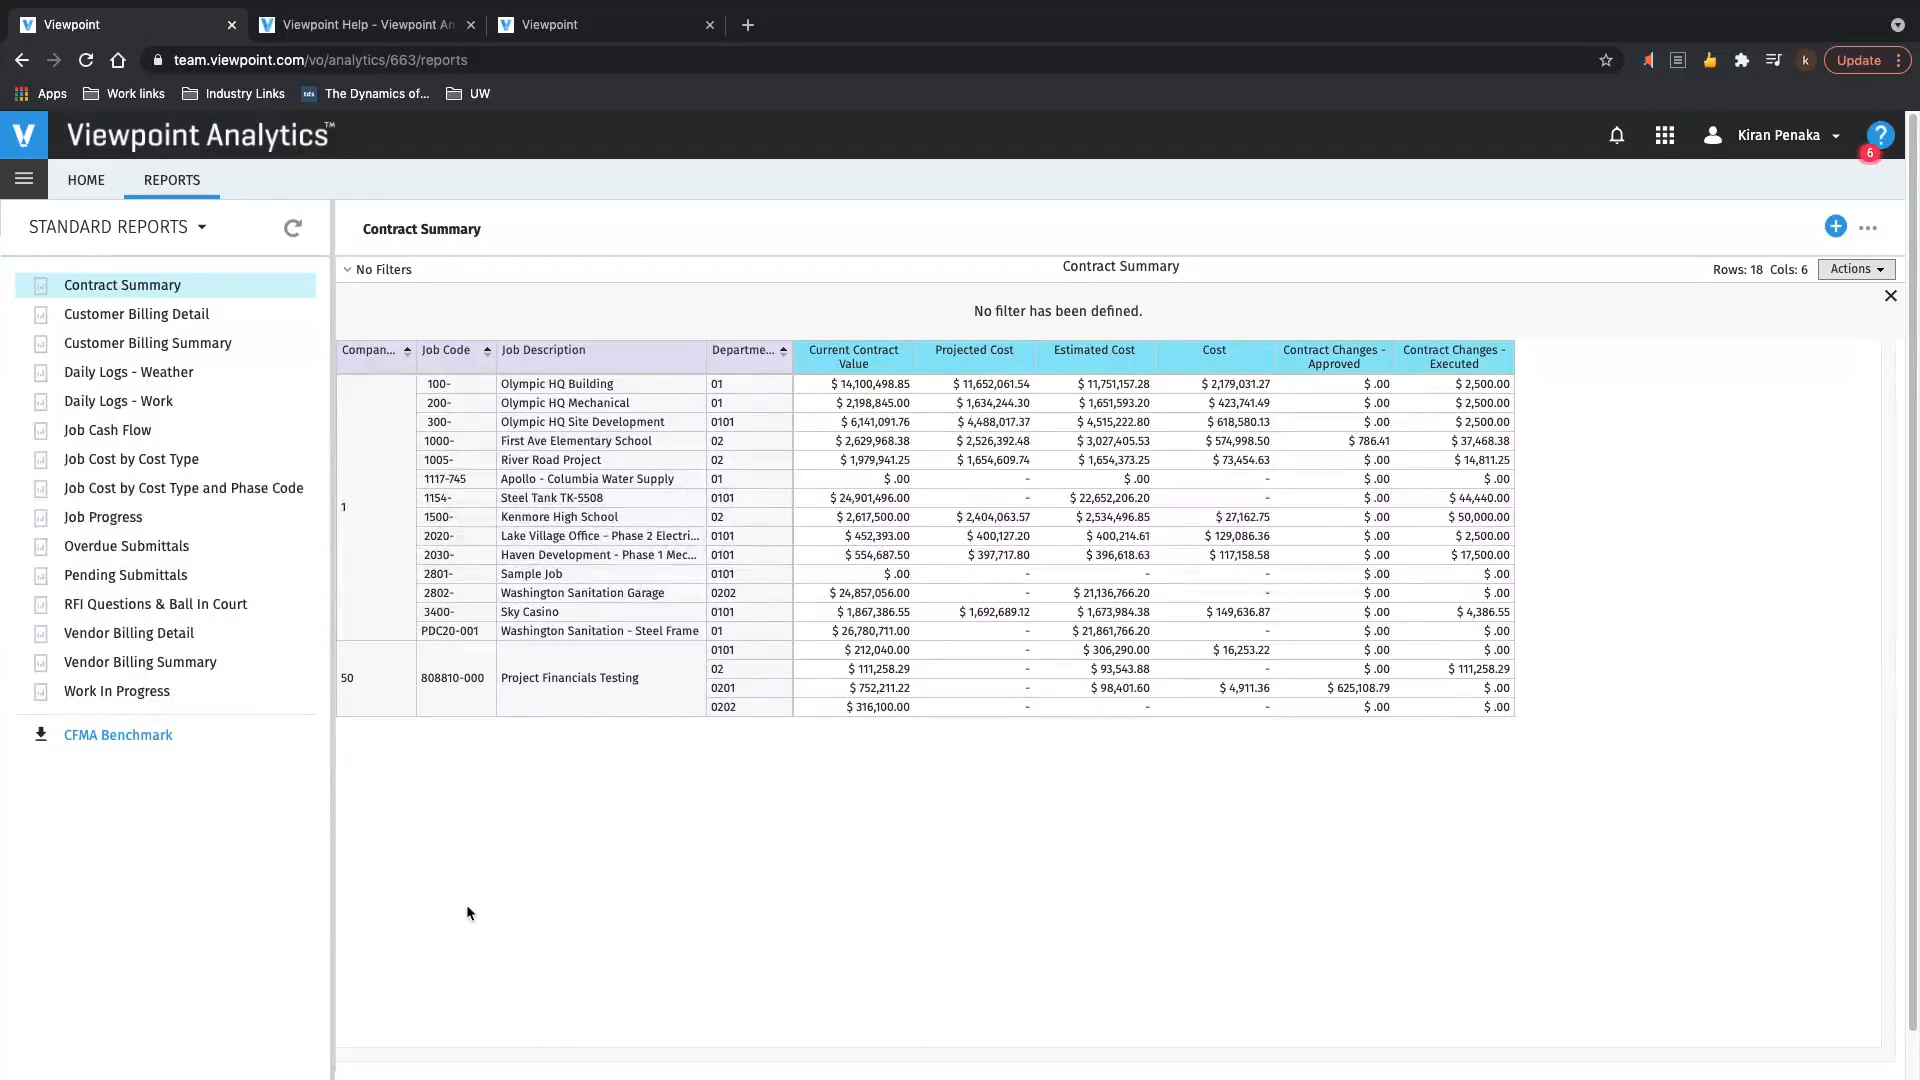 Viewpoint
Viewpoint Help - Viewpoint An
Viewpoint
team.viewpoint.com/vo/analytics/663/reports
k
Update
Apps
Work links
Industry Links
tds
The Dynamics of...
UW
Viewpoint Analytics™
Kiran Penaka
?
6
HOME
REPORTS
STANDARD REPORTS
Contract Summary
Customer Billing Detail
Customer Billing Summary
Daily Logs - Weather
Daily Logs - Work
Job Cash Flow
Job Cost by Cost Type
Job Cost by Cost Type and Phase Code
Job Progress
Overdue Submittals
Pending Submittals
RFI Questions & Ball In Court
Vendor Billing Detail
Vendor Billing Summary
Work In Progress
CFMA Benchmark
Contract Summary
No Filters
Contract Summary
Rows: 18 Cols: 6
Actions
No filter has been defined.
Compan... Job Code Job Description Departme... Current Contract Value Projected Cost Estimated Cost Cost Contract Changes - Approved Contract Changes - Executed
1
100- Olympic HQ Building 01 $ 14,100,498.85 $ 11,652,061.54 $ 11,751,157.28 $ 2,179,031.27 $ .00 $ 2,500.00
200- Olympic HQ Mechanical 01 $ 2,198,845.00 $ 1,634,244.30 $ 1,651,593.20 $ 423,741.49 $ .00 $ 2,500.00
300- Olympic HQ Site Development 0101 $ 6,141,091.76 $ 4,488,017.37 $ 4,515,222.80 $ 618,580.13 $ .00 $ 2,500.00
1000- First Ave Elementary School 02 $ 2,629,968.38 $ 2,526,392.48 $ 3,027,405.53 $ 574,998.50 $ 786.41 $ 37,468.38
1005- River Road Project 02 $ 1,979,941.25 $ 1,654,609.74 $ 1,654,373.25 $ 73,454.63 $ .00 $ 14,811.25
1117-745 Apollo - Columbia Water Supply 01 $ .00 - $ .00 - $ .00 $ .00
1154- Steel Tank TK-5508 0101 $ 24,901,496.00 - $ 22,652,206.20 - $ .00 $ 44,440.00
1500- Kenmore High School 02 $ 2,617,500.00 $ 2,404,063.57 $ 2,534,496.85 $ 27,162.75 $ .00 $ 50,000.00
2020- Lake Village Office - Phase 2 Electri... 0101 $ 452,393.00 $ 400,127.20 $ 400,214.61 $ 129,086.36 $ .00 $ 2,500.00
2030- Haven Development - Phase 1 Mec... 0101 $ 554,687.50 $ 397,717.80 $ 396,618.63 $ 117,158.58 $ .00 $ 17,500.00
2801- Sample Job 0101 $ .00 - - - $ .00 $ .00
2802- Washington Sanitation Garage 0202 $ 24,857,056.00 - $ 21,136,766.20 - $ .00 $ .00
3400- Sky Casino 0101 $ 1,867,386.55 $ 1,692,689.12 $ 1,673,984.38 $ 149,636.87 $ .00 $ 4,386.55
PDC20-001 Washington Sanitation - Steel Frame 01 $ 26,780,711.00 - $ 21,861,766.20 - $ .00 $ .00
50 808810-000 Project Financials Testing
0101 $ 212,040.00 - $ 306,290.00 $ 16,253.22 $ .00 $ .00
02 $ 111,258.29 - $ 93,543.88 - $ .00 $ 111,258.29
0201 $ 752,211.22 - $ 98,401.60 $ 4,911.36 $ 625,108.79 $ .00
0202 $ 316,100.00 - - - $ .00 $ .00